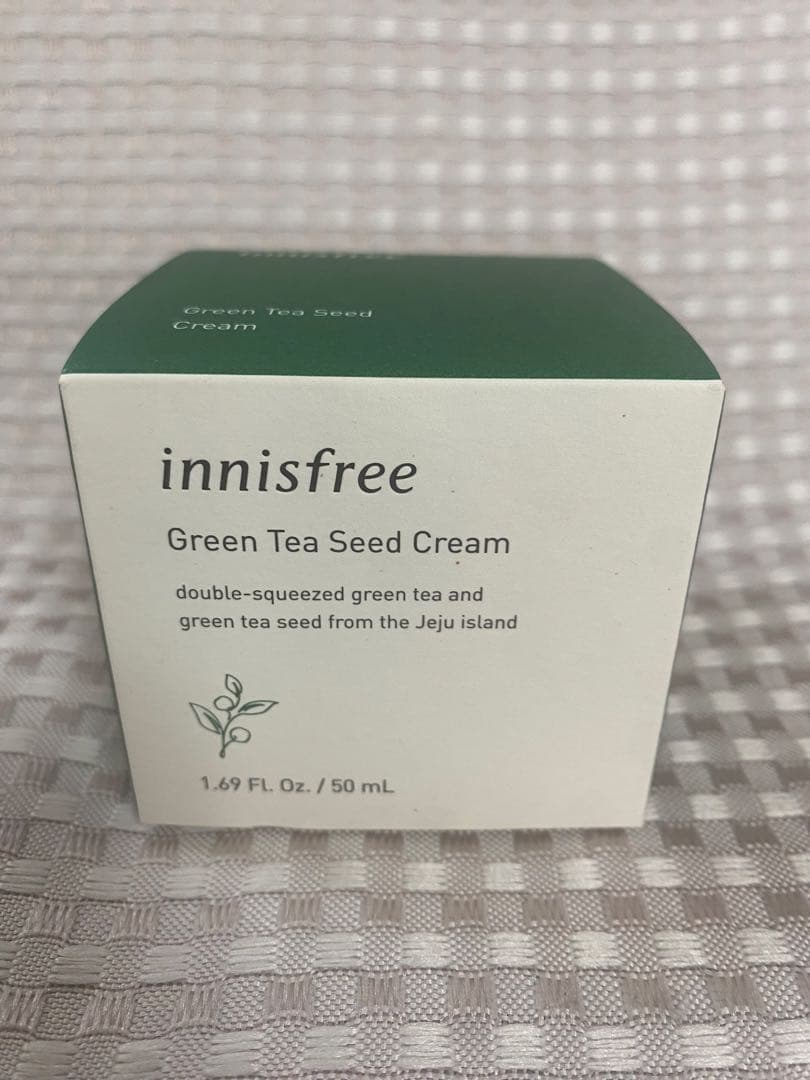 Green Tea Seed
Cream
innisfree
Green Tea Seed Cream
double-squeezed green tea and
green tea seed from the Jeju island
1.69 Fl. Oz. / 50 mL